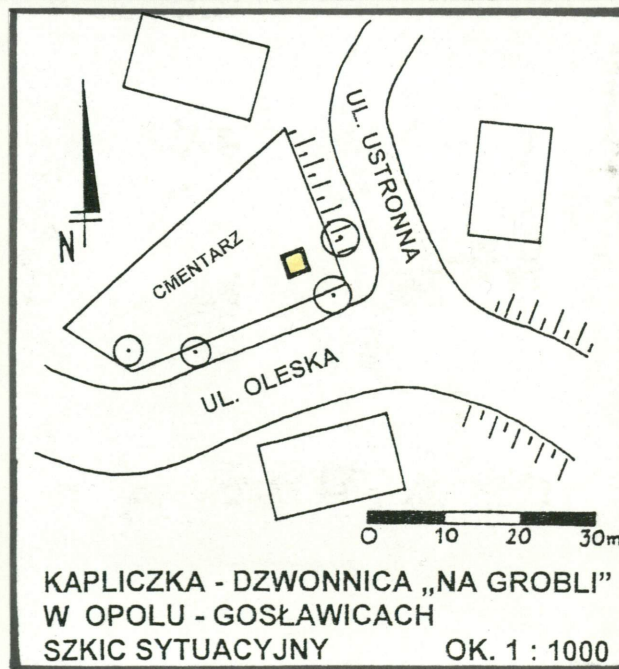 UL. USTRONNA
N
CMENTARZ
UL. OLESKA
0 10 20 30m
KAPLICZKA - DZWONNICA „NA GROBLI”
W OPOLU - GOSŁAWICACH
SZKIC SYTUACYJNY OK. 1 : 1000